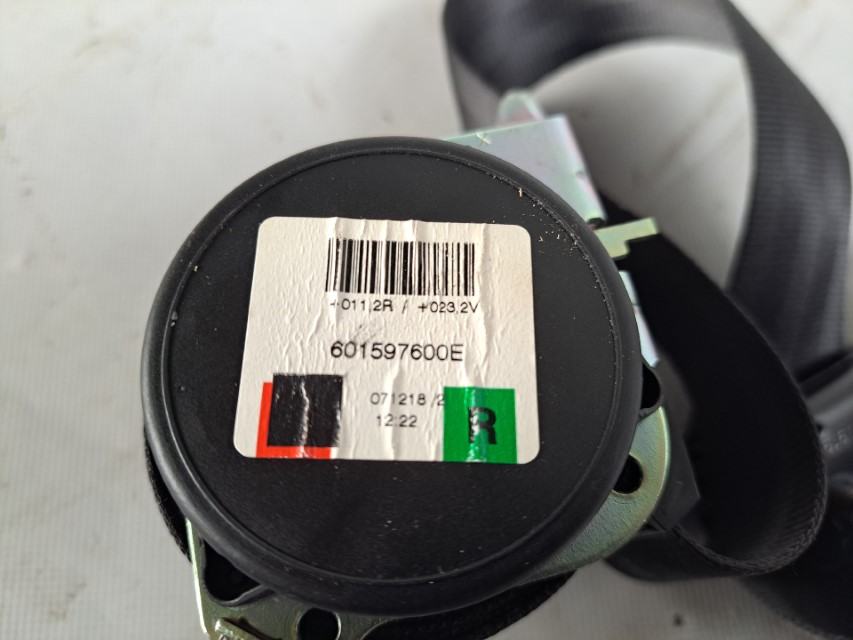 +011,2R / +023,2V
601597600E
071218 /2
12:22
R